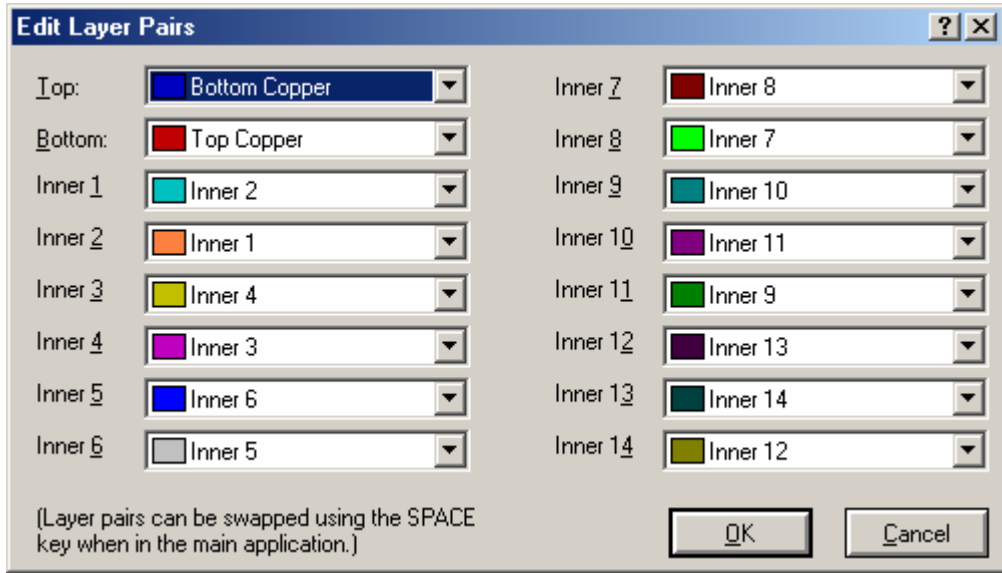 Edit Layer Pairs
Top: Bottom Copper
Bottom: Top Copper
Inner 1 Inner 2
Inner 2 Inner 1
Inner 3 Inner 4
Inner 4 Inner 3
Inner 5 Inner 6
Inner 6 Inner 5
Inner 7 Inner 8
Inner 8 Inner 7
Inner 9 Inner 10
Inner 10 Inner 11
Inner 11 Inner 9
Inner 12 Inner 13
Inner 13 Inner 14
Inner 14 Inner 12
(Layer pairs can be swapped using the SPACE
key when in the main application.)
OK Cancel